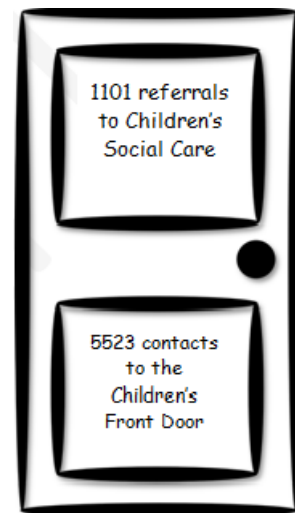 1101 referrals
to Children's
Social Care
5523 contacts
to the
Children's
Front Door